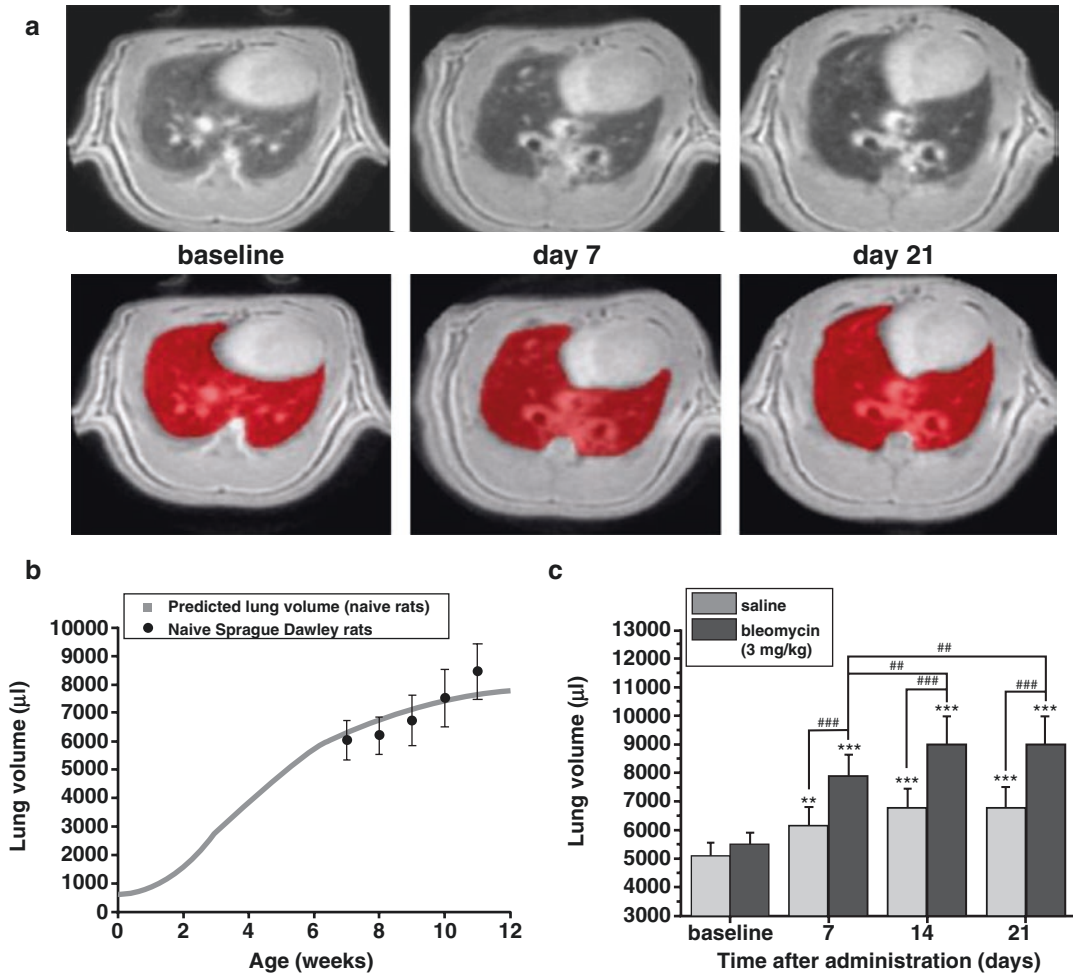 a
baseline
day 7
day 21
b
Predicted lung volume (naive rats)
Naive Sprague Dawley rats
10000
9000
8000
7000
6000
5000
4000
3000
2000
1000
0
Lung volume (μl)
0 2 4 6 8 10 12
Age (weeks)
c
saline
bleomycin
(3 mg/kg)
13000
12000
11000
10000
9000
8000
7000
6000
5000
4000
3000
Lung volume (μl)
##
##
### ### ###
*** *** ***
** *** ***
baseline 7 14 21
Time after administration (days)